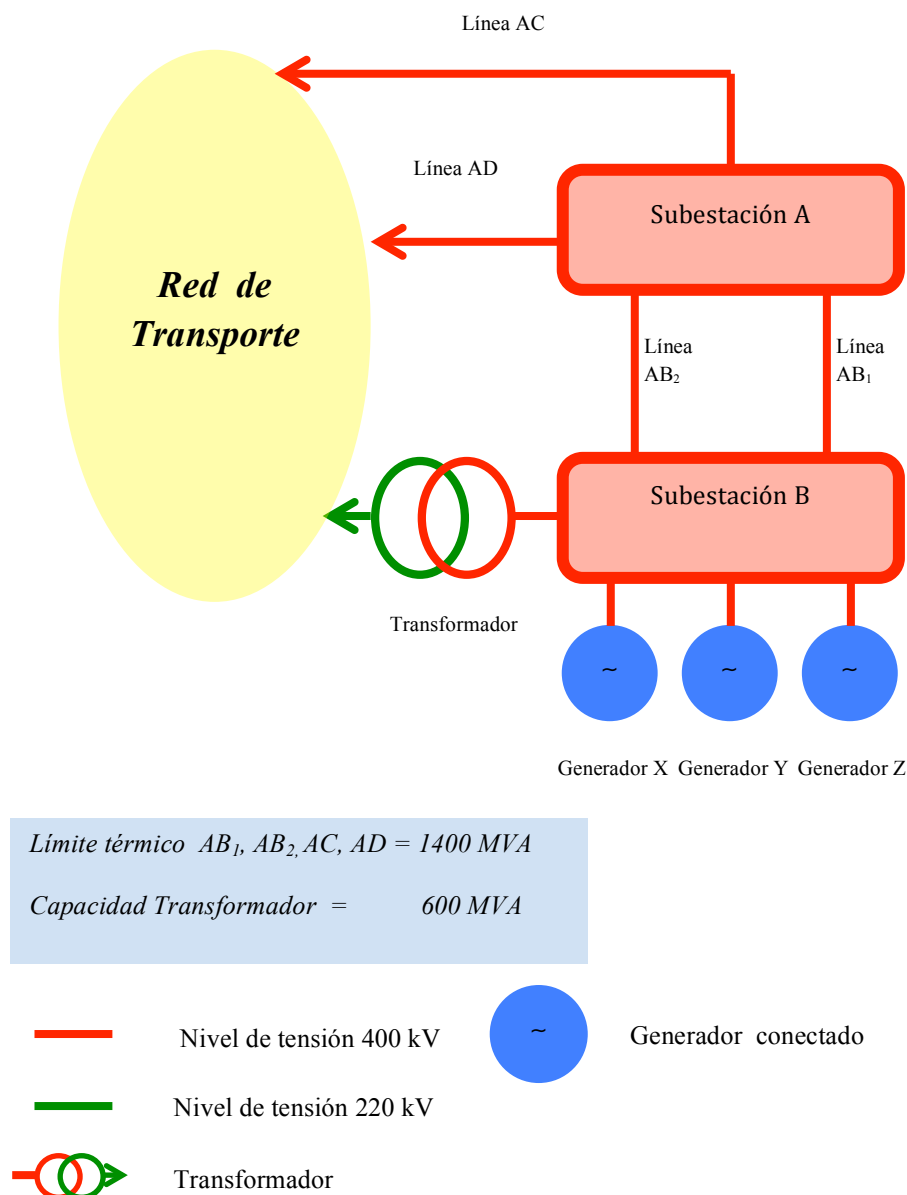 Línea AC
Línea AD
Subestación A
Red de
Transporte
Línea
AB₂
Línea
AB₁
Subestación B
Transformador
~
~
~
Generador X
Generador Y
Generador Z
Límite térmico AB₁, AB₂, AC, AD = 1400 MVA
Capacidad Transformador = 600 MVA
Nivel de tensión 400 kV
~
Generador conectado
Nivel de tensión 220 kV
Transformador